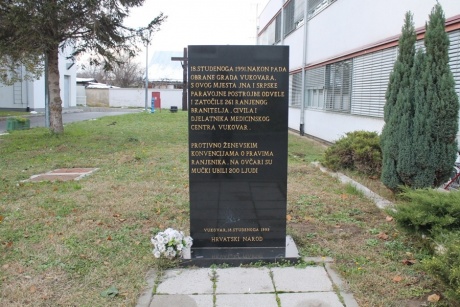 18. STUDENOGA 1991. NAKON PADA
OBRANE GRADA VUKOVARA,
S OVOG MJESTA JNA I SRPSKE
PARAVOJNE POSTROJBE ODVELE
I ZATOČILE 261 RANJENOG
BRANITELJA, CIVILA I
DJELATNIKA MEDICINSKOG
CENTRA VUKOVAR.
PROTIVNO ŽENEVSKIM
KONVENCIJAMA O PRAVIMA
RANJENIKA, NA OVČARI SU
MUČKI UBILI 200 LJUDI
VUKOVAR, STUDENOGA
HRVATSKI NAROD